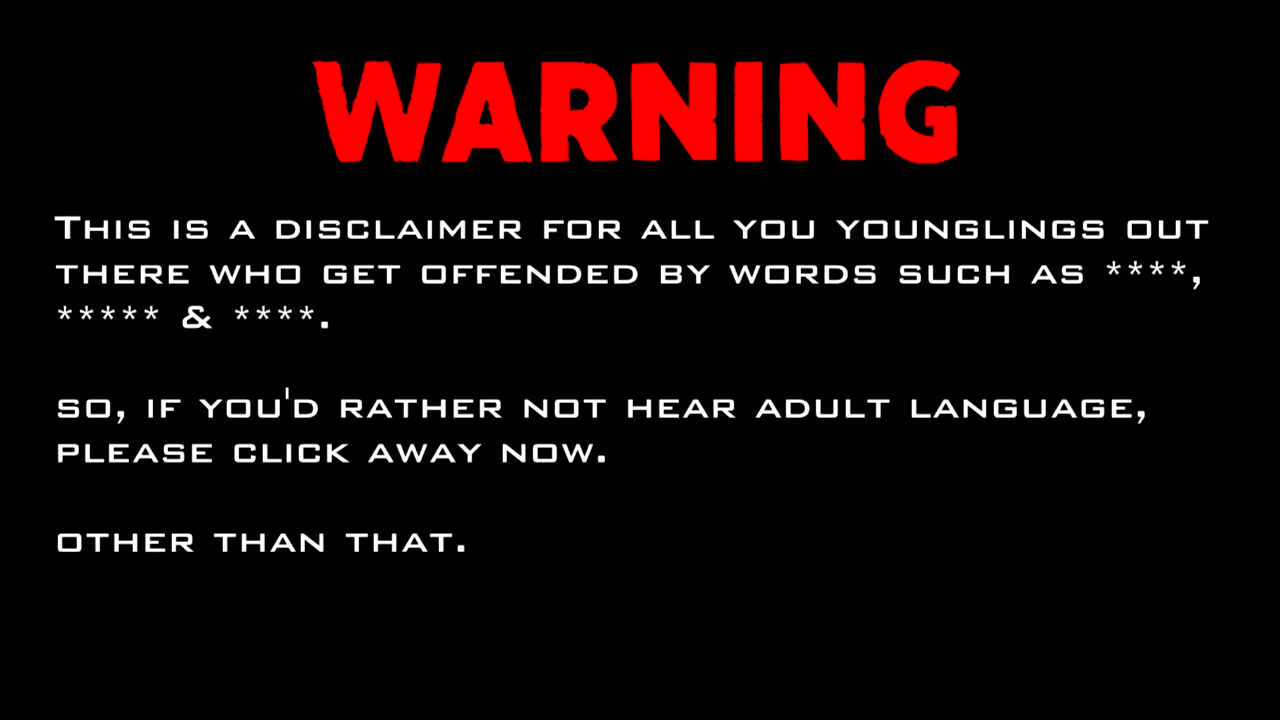 WARNING
This is a disclaimer for all you younglings out
there who get offended by words such as ****,
***** & ****.
so, if you'd rather not hear adult language,
please click away now.
other than that.